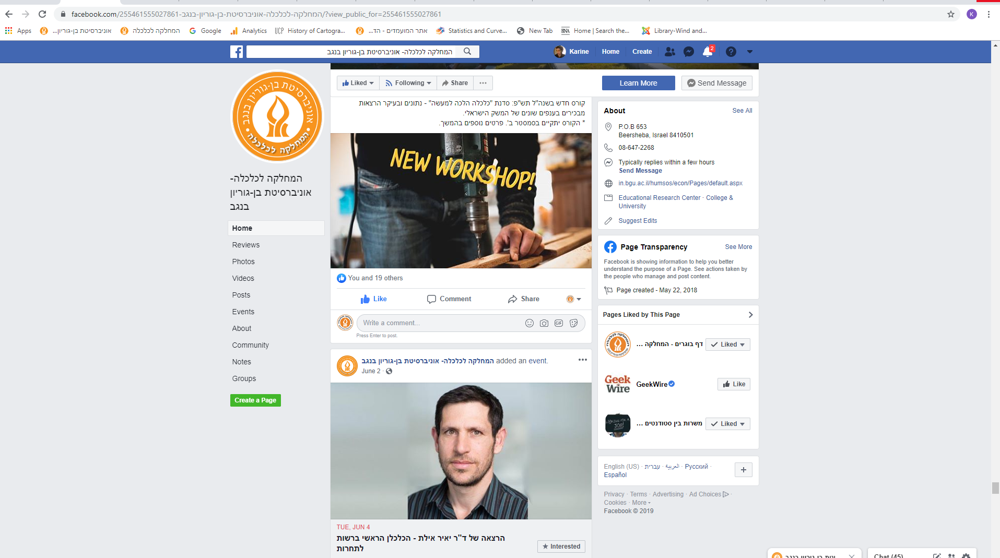 facebook.com/255461555027861-המחלקה-לכלכלה-אוניברסיטת-בן-גוריון-בנגב/?view_public_for=255461555027861
K
Apps
אוניברסיטת בן-גוריון...
המחלקה לכלכלה
Google
Analytics
UCP History of Cartogra...
אתר המועמדים - הד...
Statistics and Curve...
New Tab
BNA Home | Search the...
Library-Wind and...
המחלקה לכלכלה- אוניברסיטת בן-גוריון בנגב
Karine
Home
Create
2
אוניברסיטת בן-גוריון בנגב
המחלקה לכלכלה
המחלקה לכלכלה-
אוניברסיטת בן-גוריון
בנגב
Home
Reviews
Photos
Videos
Posts
Events
About
Community
Notes
Groups
Create a Page
Liked
Following
Share
Learn More
Send Message
קורס חדש בשנה"ל תש"פ: סדנת "כלכלה הלכה למעשה" - נתונים ובעיקר הרצאות
מבכירים בענפים שונים של המשק הישראלי.
* הקורס יתקיים בסמסטר ב'. פרטים נוספים בהמשך.
NEW WORKSHOP!
You and 19 others
Like
Comment
Share
Write a comment...
GIF
Press Enter to post.
המחלקה לכלכלה- אוניברסיטת בן-גוריון בנגב added an event.
June 2 ·
TUE, JUN 4
הרצאה של ד"ר יאיר אילת - הכלכלן הראשי ברשות
לתחרות
Interested
About
See All
P.O.B 653
Beersheba, Israel 8410501
08-647-2268
Typically replies within a few hours
Send Message
in.bgu.ac.il/humsos/econ/Pages/default.aspx
Educational Research Center · College &
University
Suggest Edits
Page Transparency
See More
Facebook is showing information to help you better
understand the purpose of a Page. See actions taken by
the people who manage and post content.
Page created - May 22, 2018
Pages Liked by This Page
דף בוגרים - המחלקה ...
Liked
Geek
Wire
GeekWire
Like
LOOKING FOR A
JOB!
משרות בין סטודנטים ...
Liked
English (US) · עברית · العربية · Русский ·
Español
Privacy · Terms · Advertising · Ad Choices ·
Cookies · More
Facebook © 2019
Chat (45)